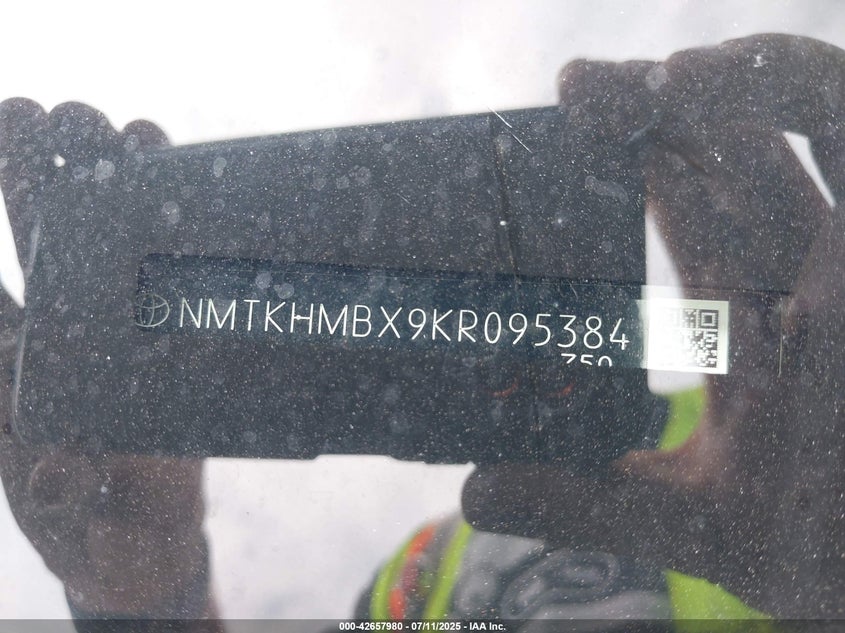 NMTKHMBX9KR095384
000-42657980 - 07/11/2025 - IAA Inc.